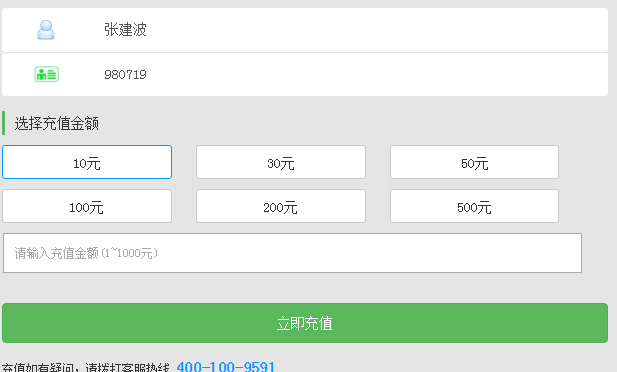 张建波
980719
选择充值金额
10元 30元 50元
100元 200元 500元
请输入充值金额(1~1000元)
立即充值
充值如有疑问，请拨打客服热线 400-100-9591